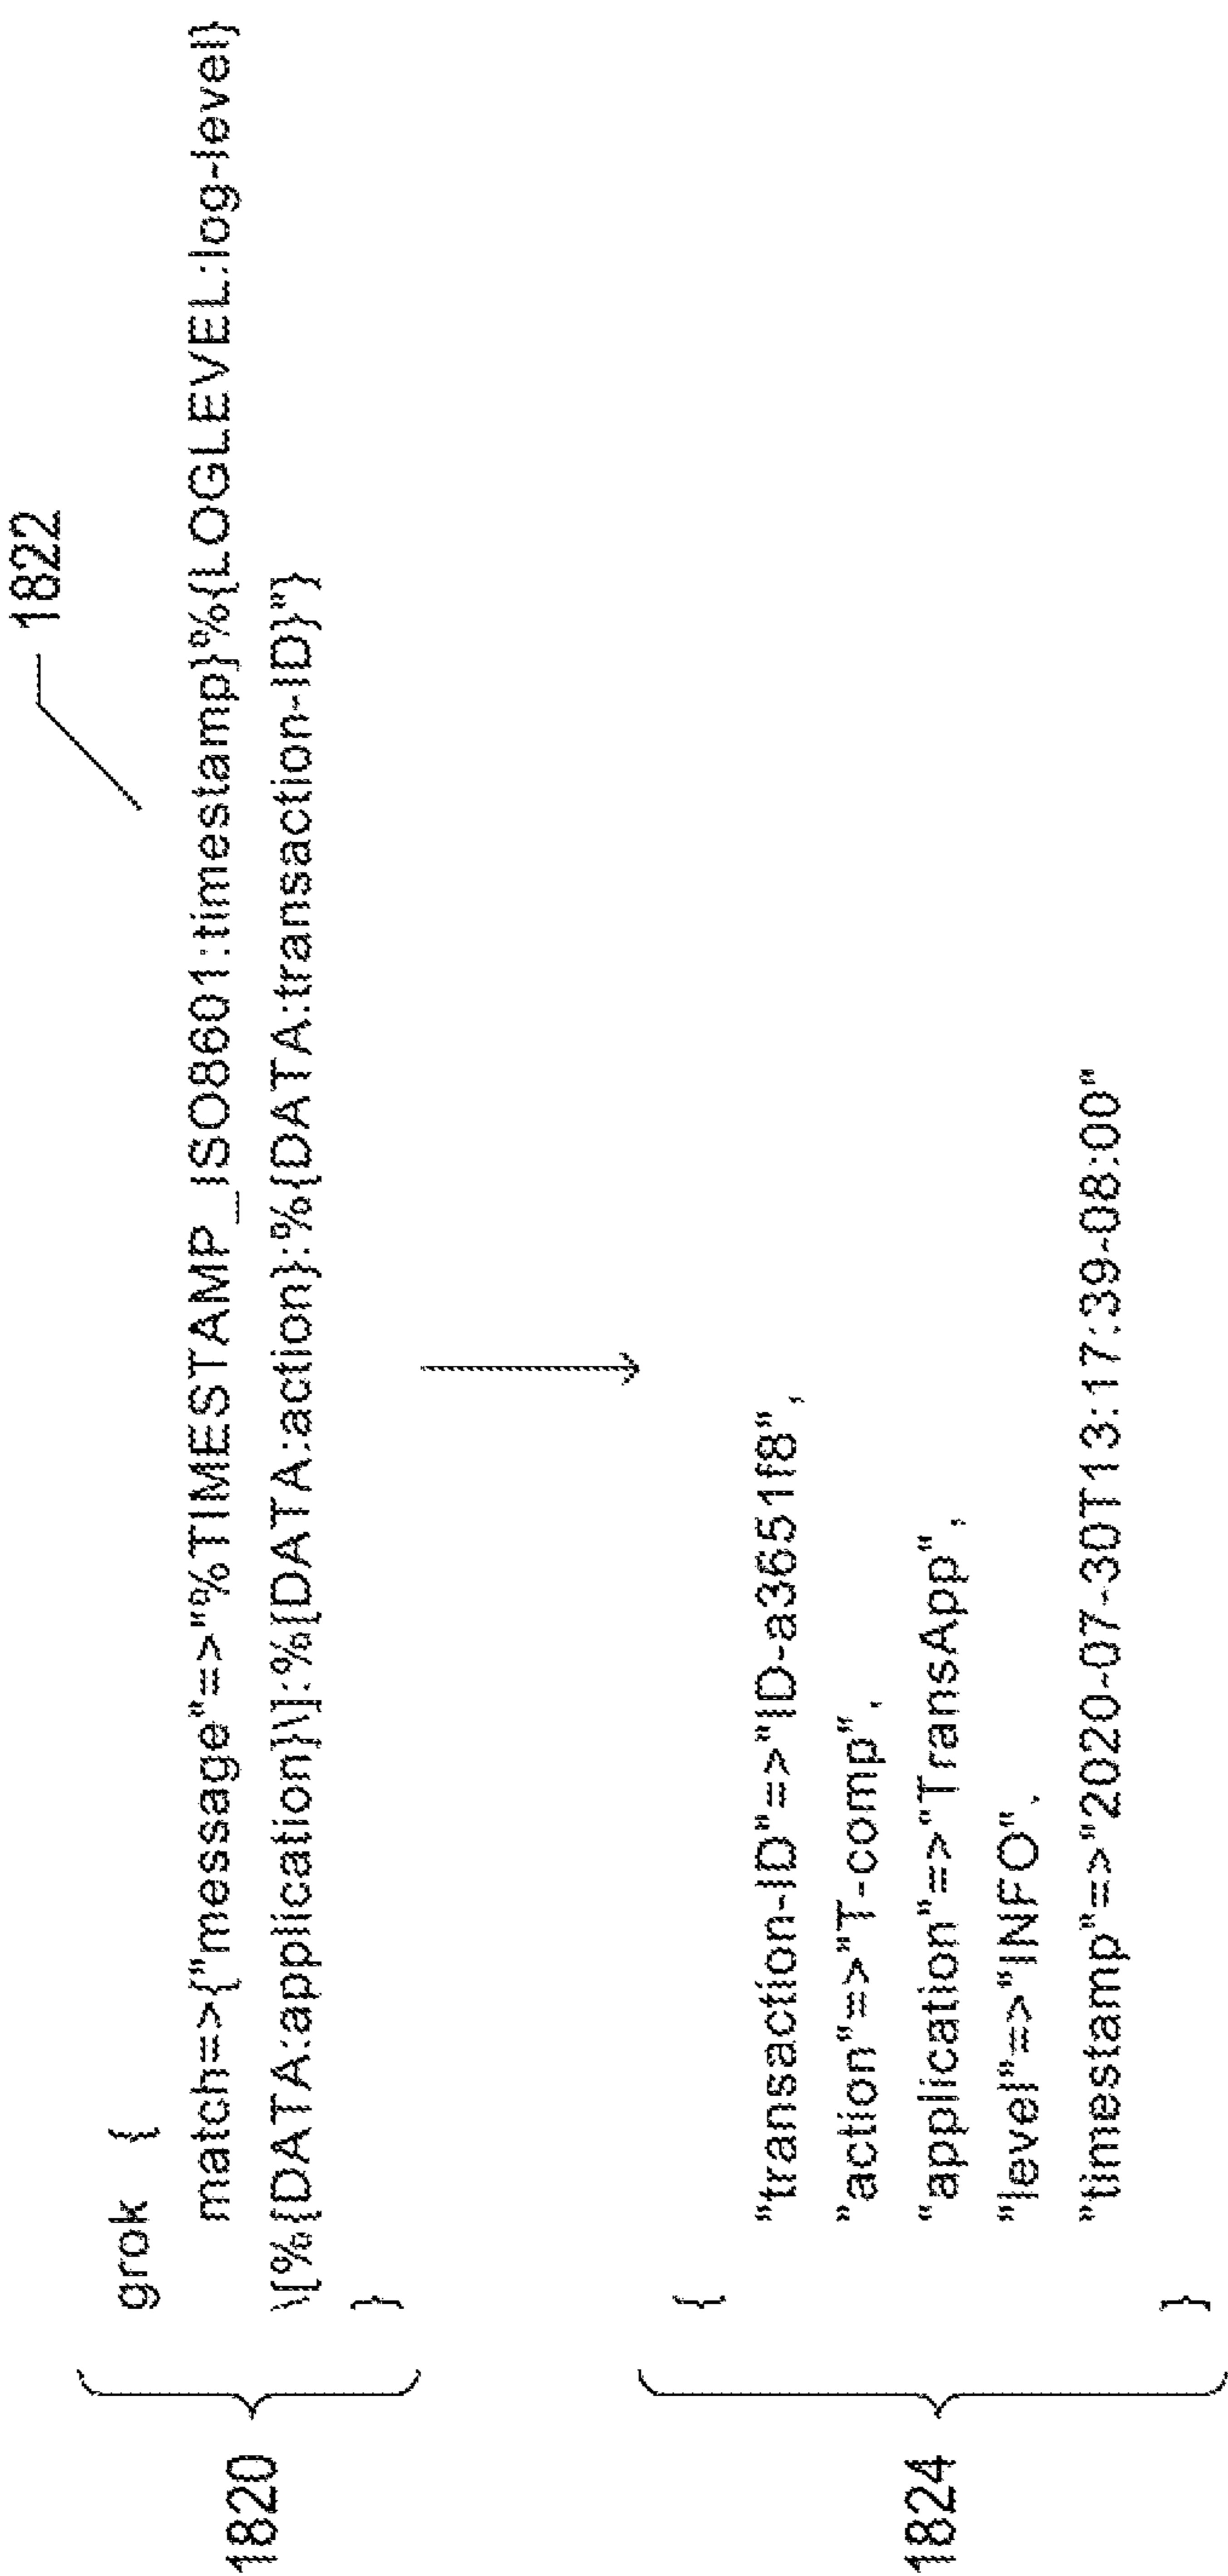 1822
1820
grok {
match=>{"message"=>"%TIMESTAMP_ISO8601:timestamp}%{LOGLEVEL:log-level}
\[%{DATA:application}\]:%{DATA:action}:%{DATA:transaction-ID}"}
}
1824
{
"transaction-ID"=>"ID-a3651f8",
"action"=>"T-comp",
"application"=>"TransApp",
"level"=>"INFO",
"timestamp"=>"2020-07-30T13:17:39-08:00"
}